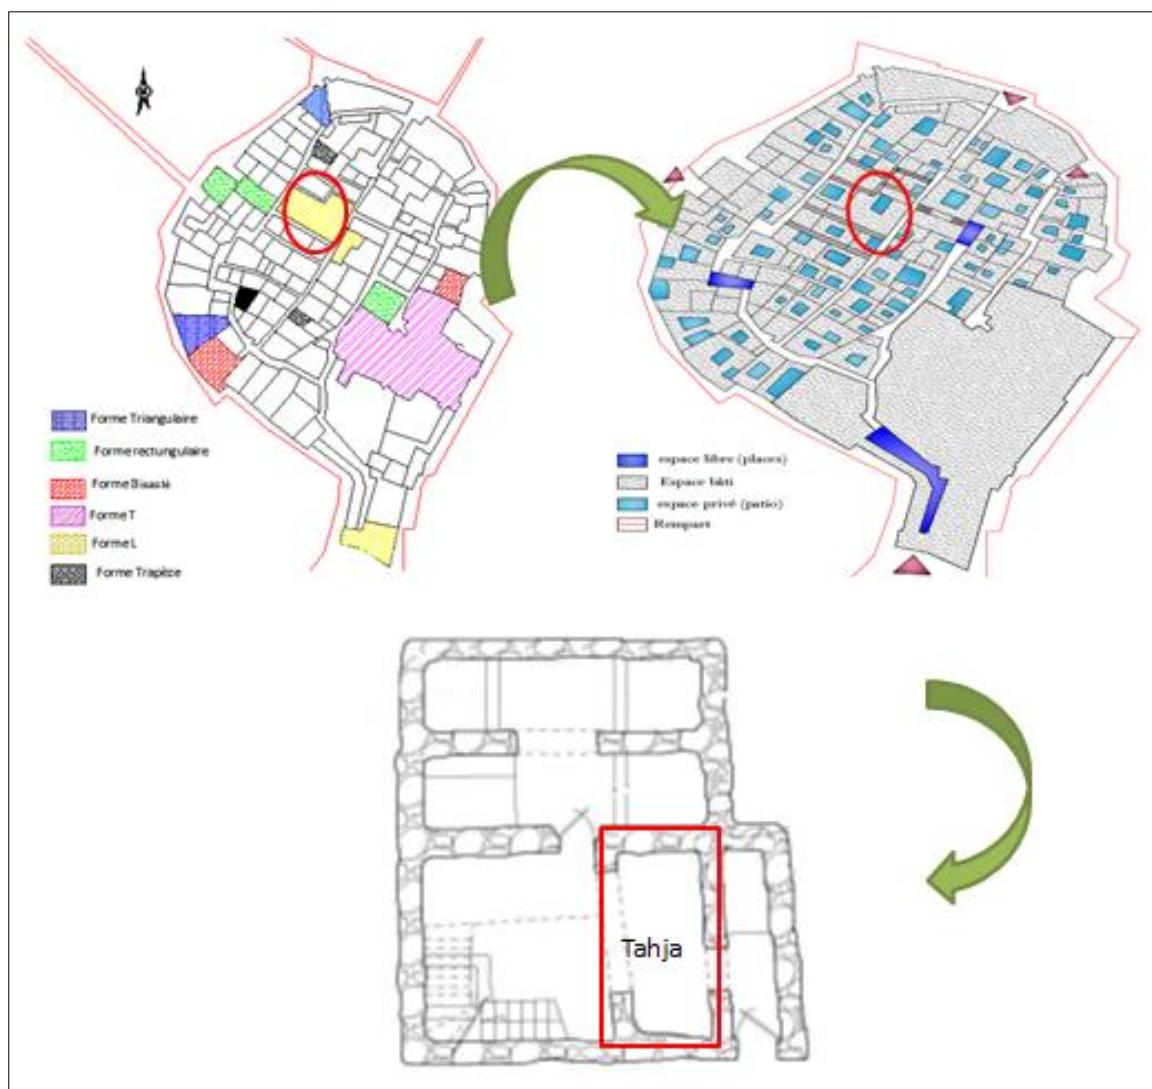 Forme Triangulaire
Forme rectungulaire
Forme Bisauté
Forme T
Forme L
Forme Trapèze
espace libre (places)
Espace bâti
espace privé (patio)
Rempart
Tahja